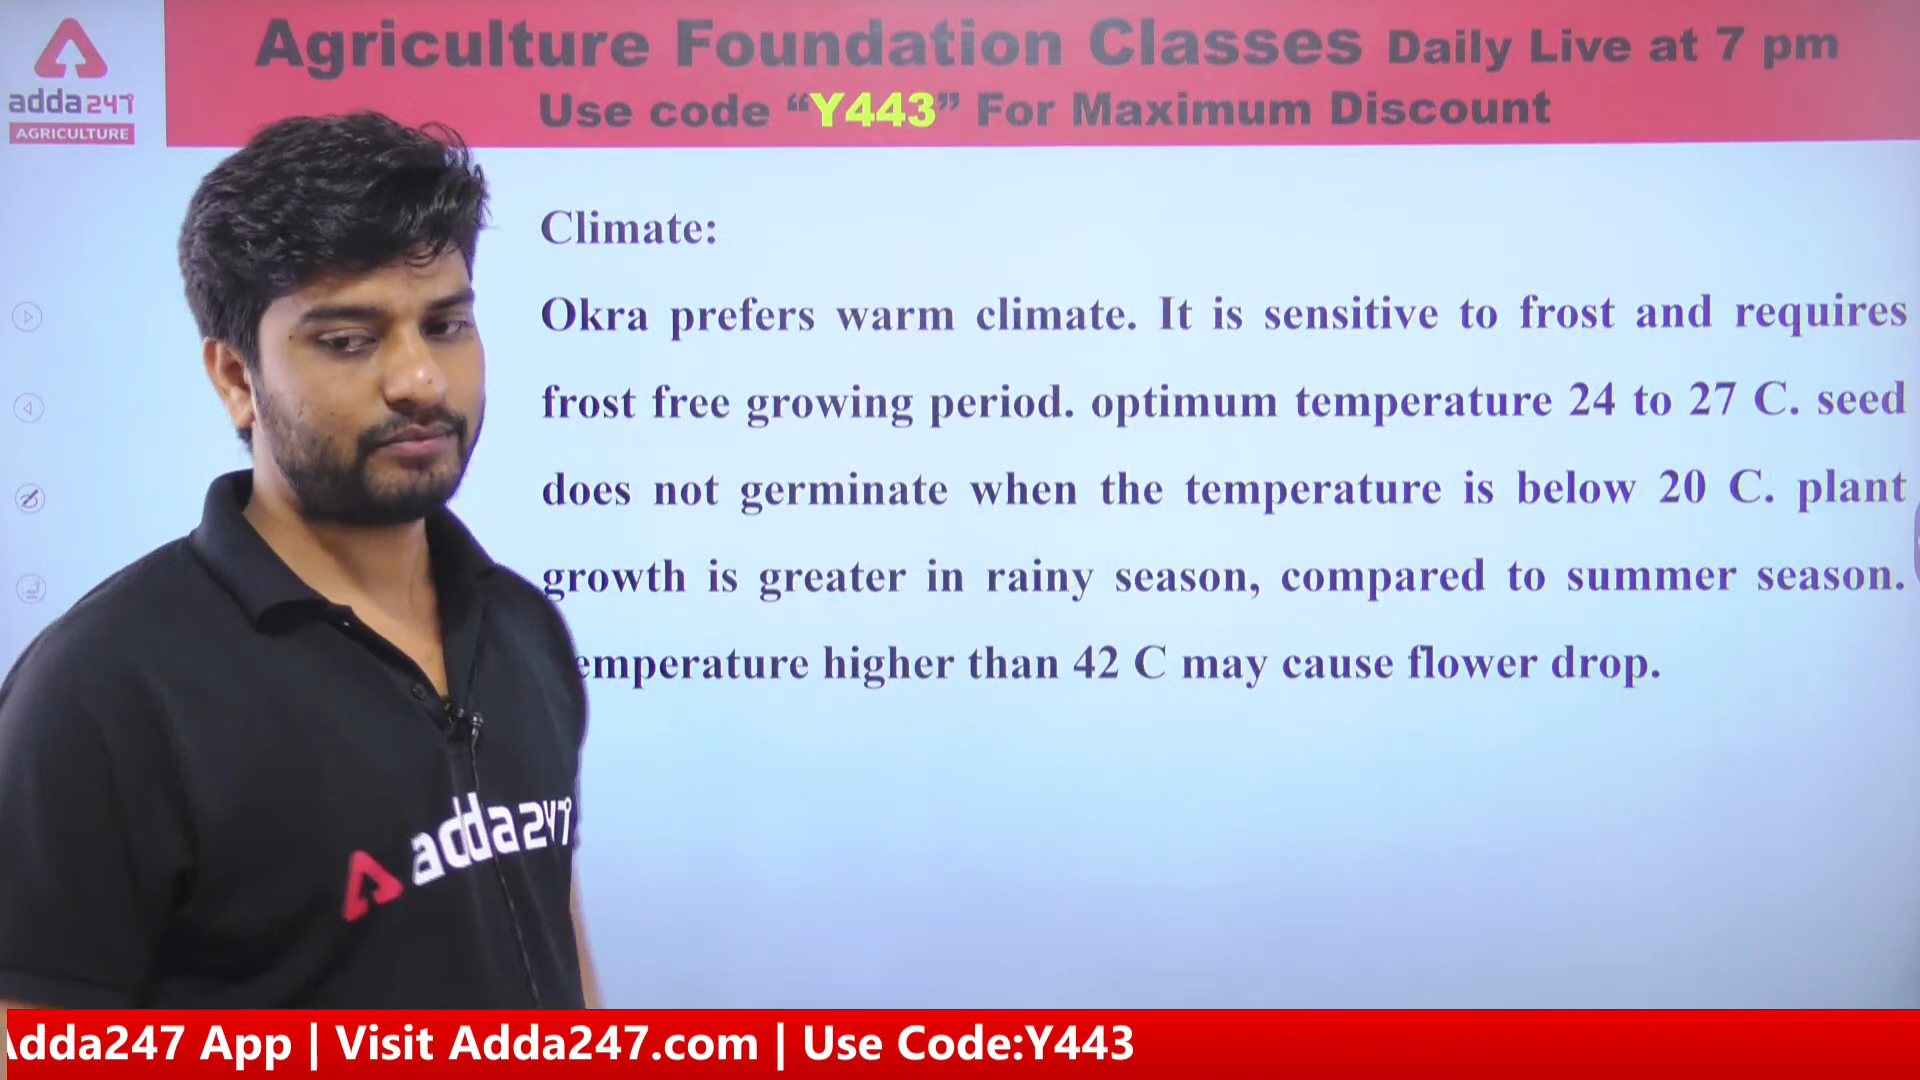 Agriculture Foundation Classes Daily Live at 7 pm
Use code “Y443” For Maximum Discount
adda247
AGRICULTURE
Climate:
Okra prefers warm climate. It is sensitive to frost and requires
frost free growing period. optimum temperature 24 to 27 C. seed
does not germinate when the temperature is below 20 C. plant
growth is greater in rainy season, compared to summer season.
emperature higher than 42 C may cause flower drop.
adda247
Adda247 App | Visit Adda247.com | Use Code:Y443